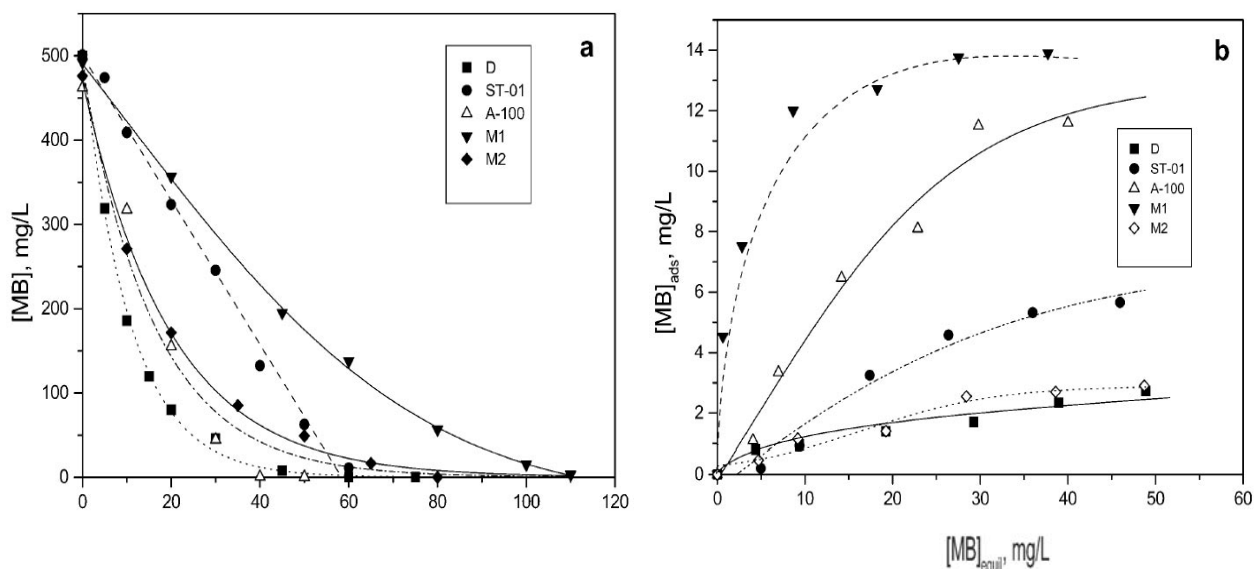 a
[MB], mg/L
500
400
300
200
100
0
D
ST-01
A-100
M1
M2
0 20 40 60 80 100 120
b
[MB]ads, mg/L
14
12
10
8
6
4
2
0
D
ST-01
A-100
M1
M2
0 10 20 30 40 50 60
[MB]equil, mg/L